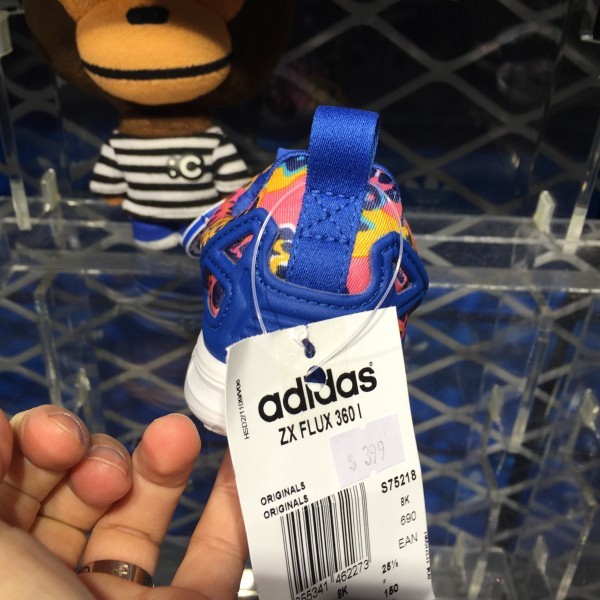 adidas
ZX FLUX 360 I
$ 399
ORIGINALS
ORIGINALS
S75218
8K
690
EAN
25½
8K
150